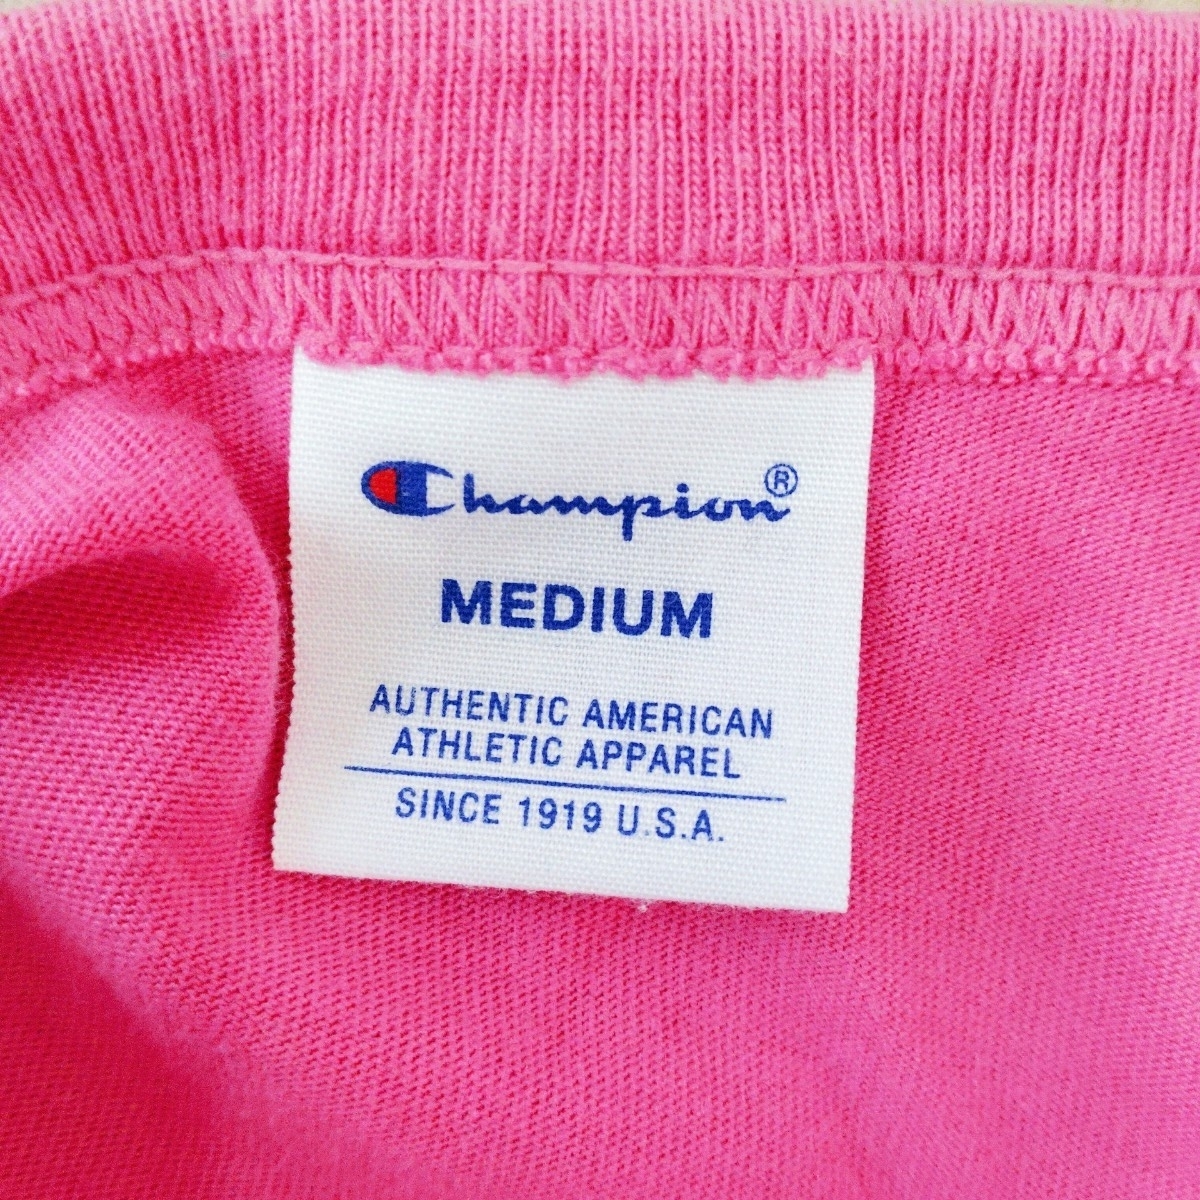 Champion®
MEDIUM
AUTHENTIC AMERICAN
ATHLETIC APPAREL
SINCE 1919 U.S.A.